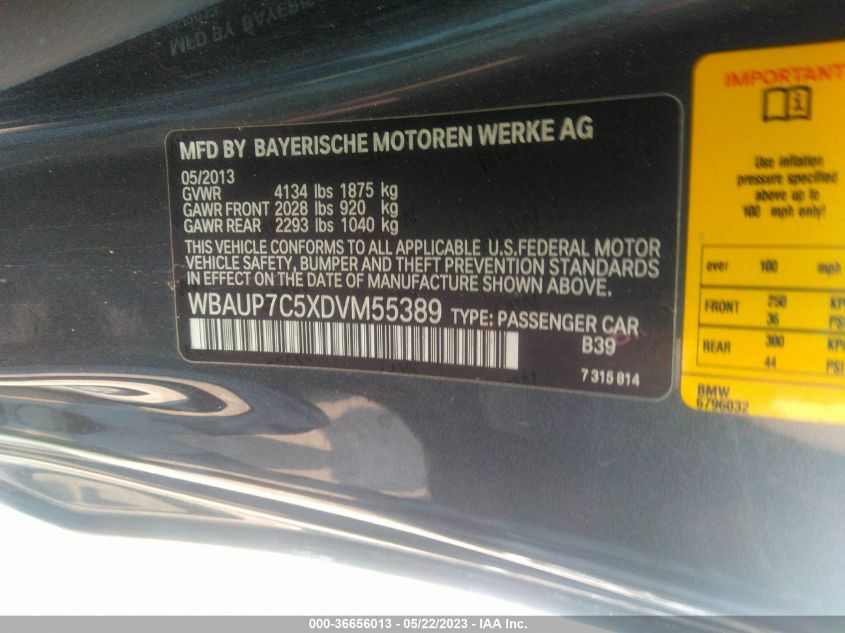 MFD BY BAYERISCHE MOTOREN WERKE AG
05/2013
GVWR 4134 lbs 1875 kg
GAWR FRONT 2028 lbs 920 kg
GAWR REAR 2293 lbs 1040 kg
THIS VEHICLE CONFORMS TO ALL APPLICABLE U.S.FEDERAL MOTOR
VEHICLE SAFETY, BUMPER AND THEFT PREVENTION STANDARDS
IN EFFECT ON THE DATE OF MANUFACTURE SHOWN ABOVE.
WBAUP7C5XDVM55389 TYPE: PASSENGER CAR
B39
7 315 814
IMPORTANT
Use inflation
pressure specified
above up to
100 mph only!
over 100 mph
FRONT 250
36 PSI
REAR 300
44 PSI
BMW
6796032
000-36656013 - 05/22/2023 - IAA Inc.